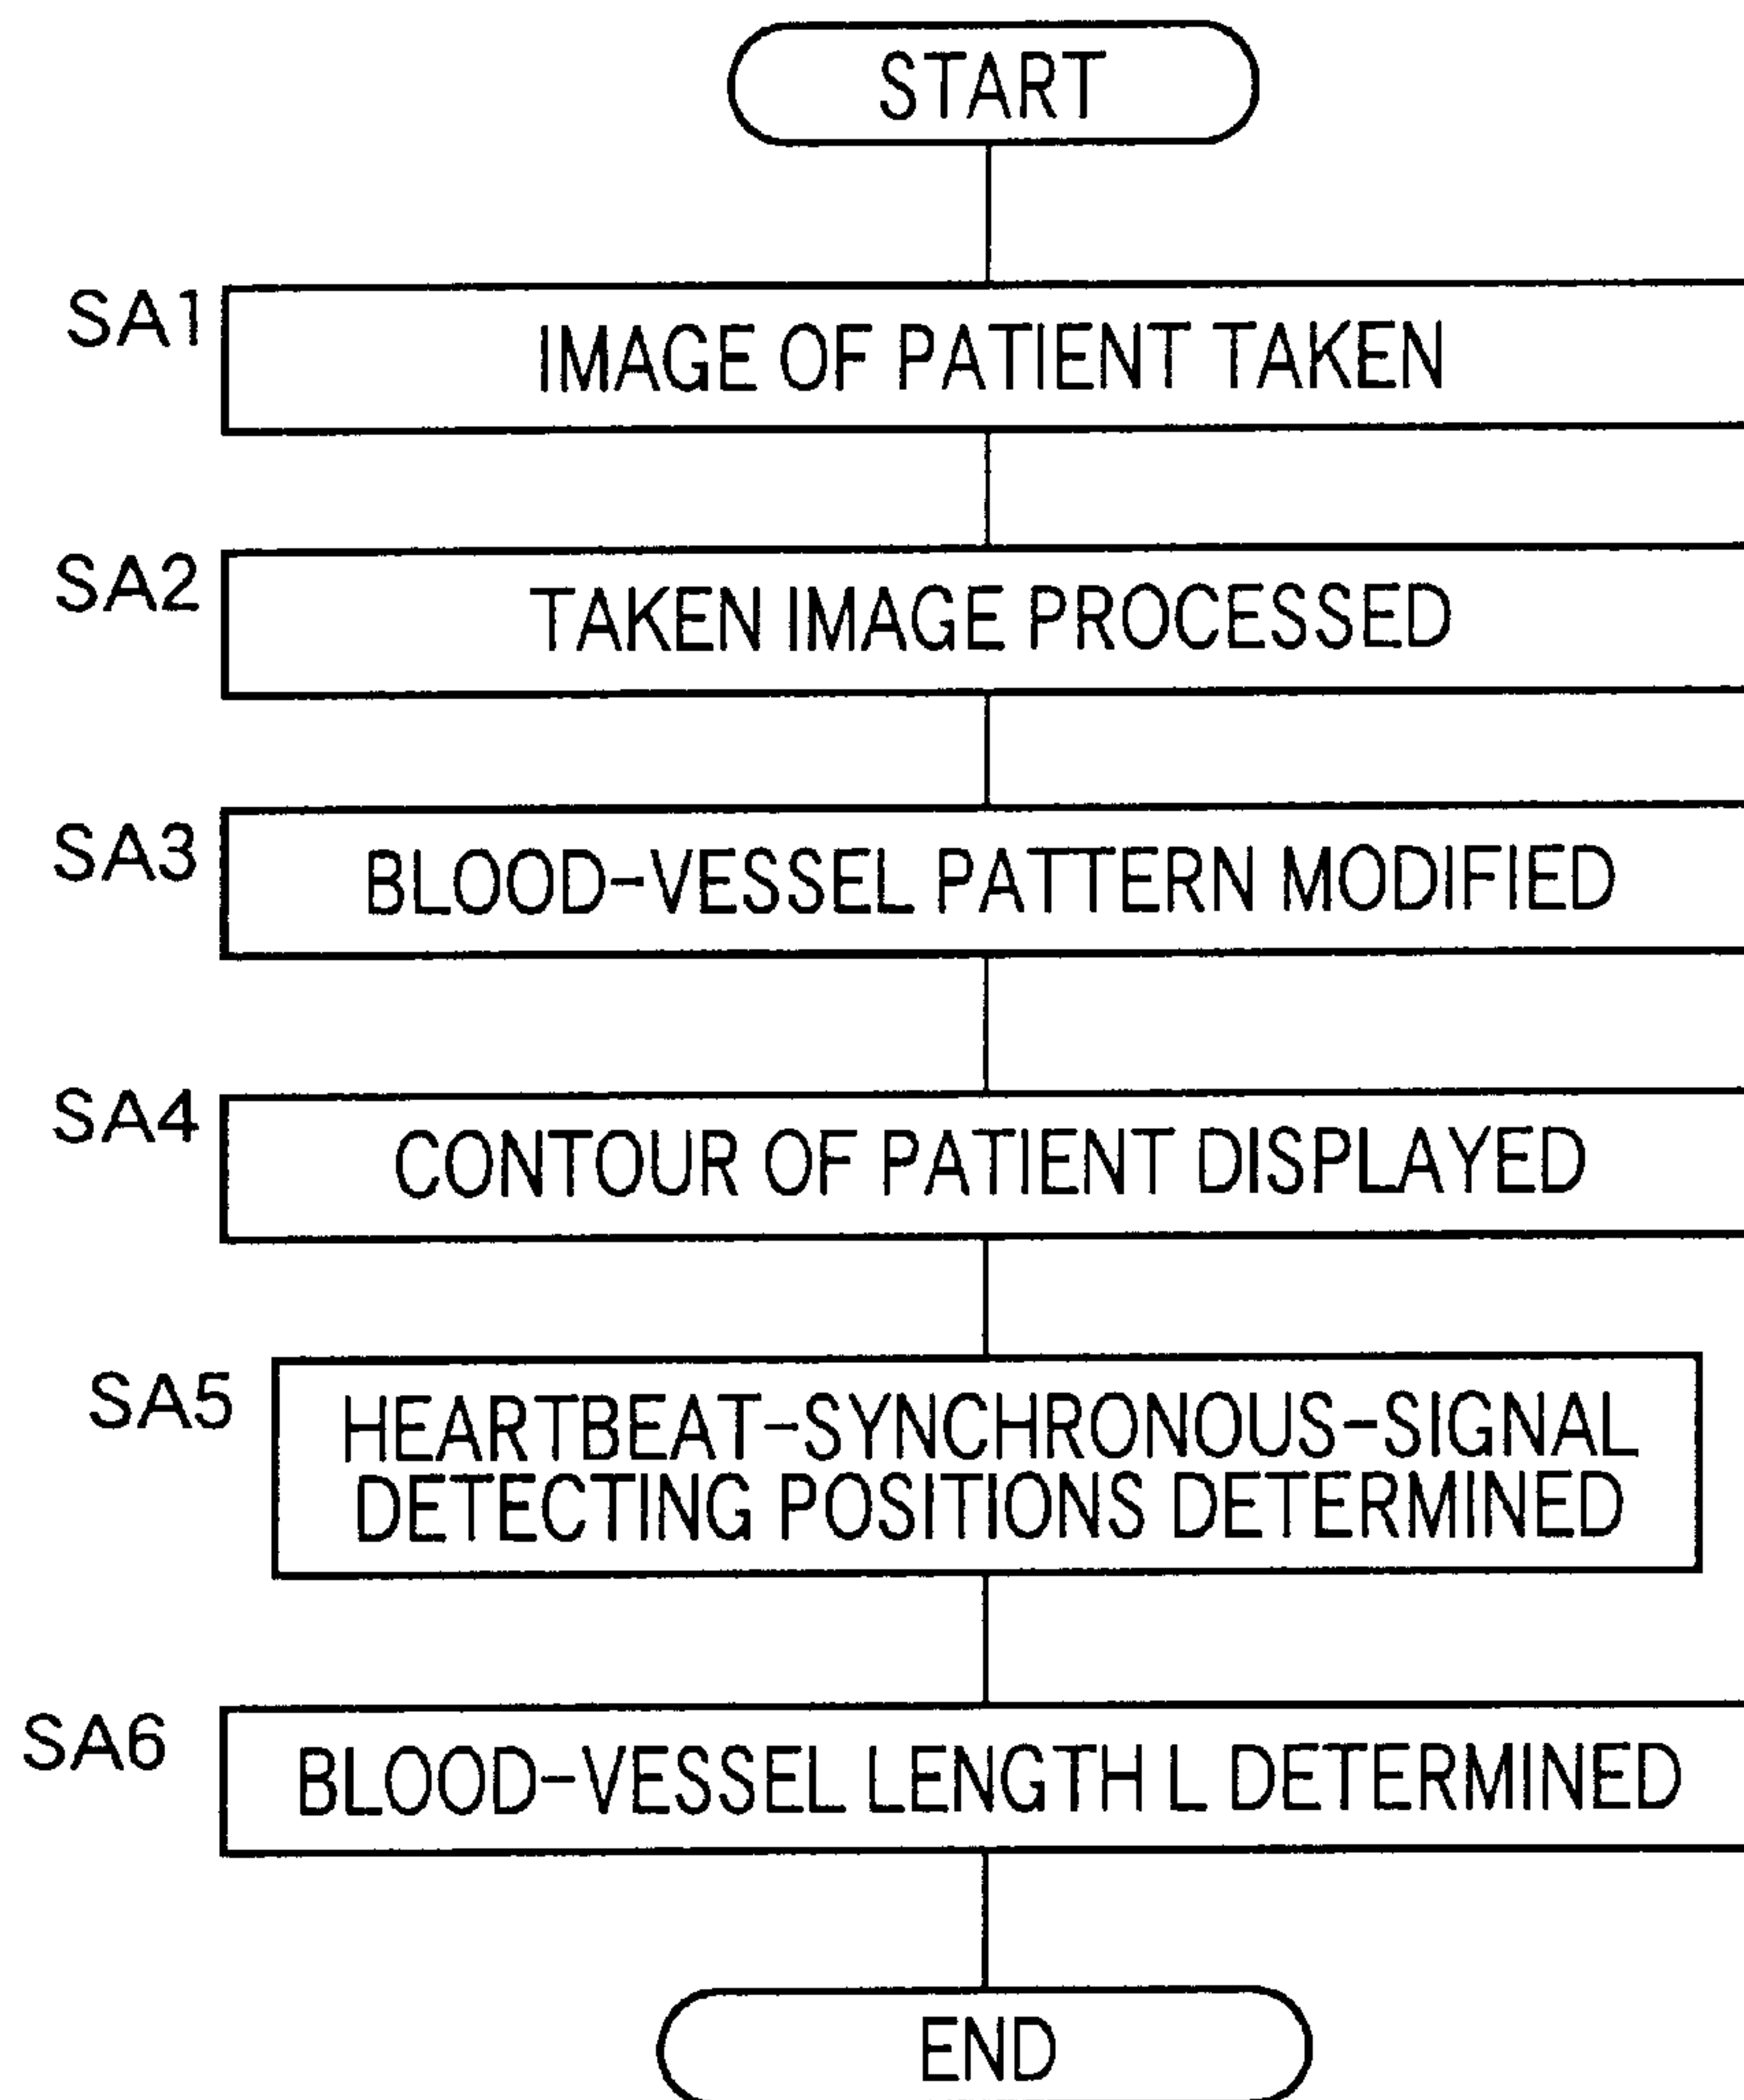 START
SA1
IMAGE OF PATIENT TAKEN
SA2
TAKEN IMAGE PROCESSED
SA3
BLOOD-VESSEL PATTERN MODIFIED
SA4
CONTOUR OF PATIENT DISPLAYED
SA5
HEARTBEAT-SYNCHRONOUS-SIGNAL
DETECTING POSITIONS DETERMINED
SA6
BLOOD-VESSEL LENGTH L DETERMINED
END